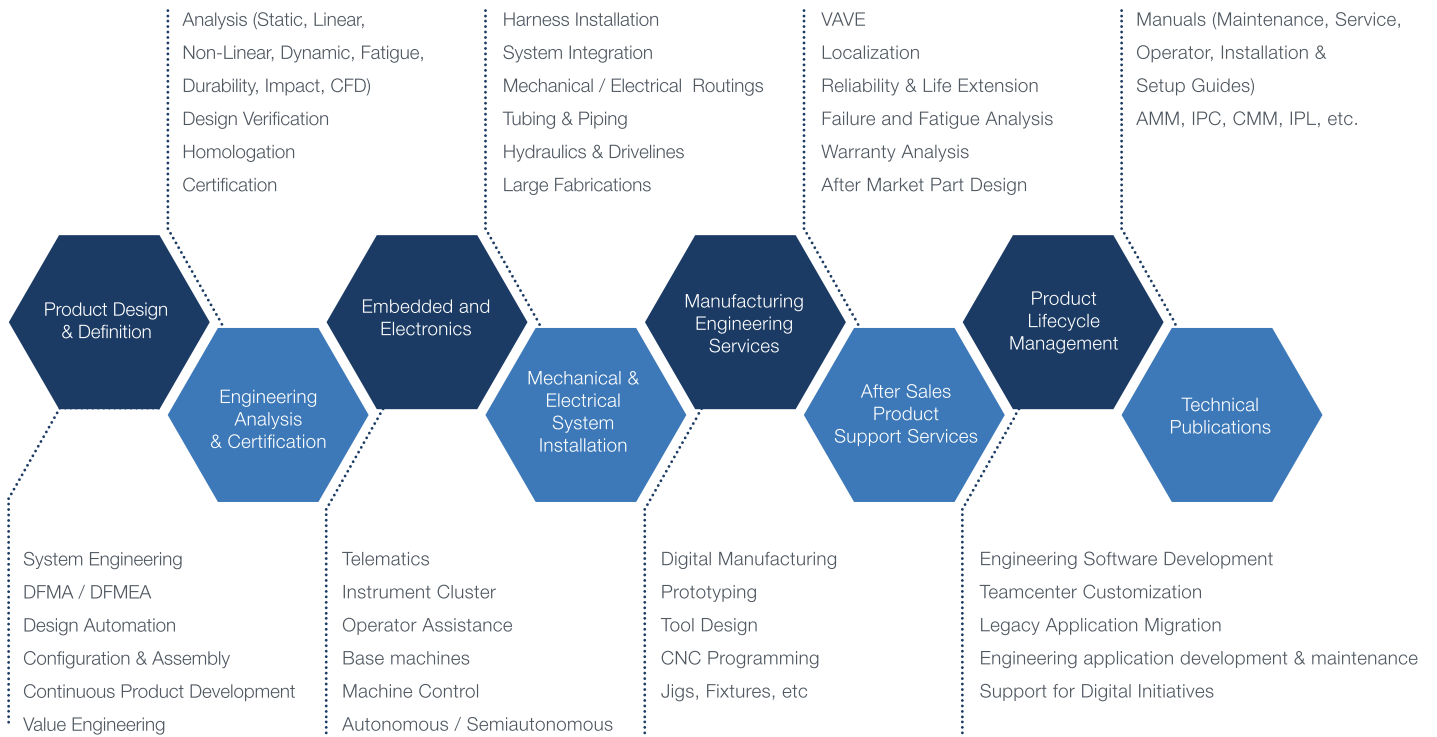 Analysis (Static, Linear,
Non-Linear, Dynamic, Fatigue,
Durability, Impact, CFD)
Design Verification
Homologation
Certification
Harness Installation
System Integration
Mechanical / Electrical Routings
Tubing & Piping
Hydraulics & Drivelines
Large Fabrications
VAVE
Localization
Reliability & Life Extension
Failure and Fatigue Analysis
Warranty Analysis
After Market Part Design
Manuals (Maintenance, Service,
Operator, Installation &
Setup Guides)
AMM, IPC, CMM, IPL, etc.
Product Design
& Definition
Engineering
Analysis
& Certification
Embedded and
Electronics
Mechanical &
Electrical
System
Installation
Manufacturing
Engineering
Services
After Sales
Product
Support Services
Product
Lifecycle
Management
Technical
Publications
System Engineering
DFMA / DFMEA
Design Automation
Configuration & Assembly
Continuous Product Development
Value Engineering
Telematics
Instrument Cluster
Operator Assistance
Base machines
Machine Control
Autonomous / Semiautonomous
Digital Manufacturing
Prototyping
Tool Design
CNC Programming
Jigs, Fixtures, etc
Engineering Software Development
Teamcenter Customization
Legacy Application Migration
Engineering application development & maintenance
Support for Digital Initiatives